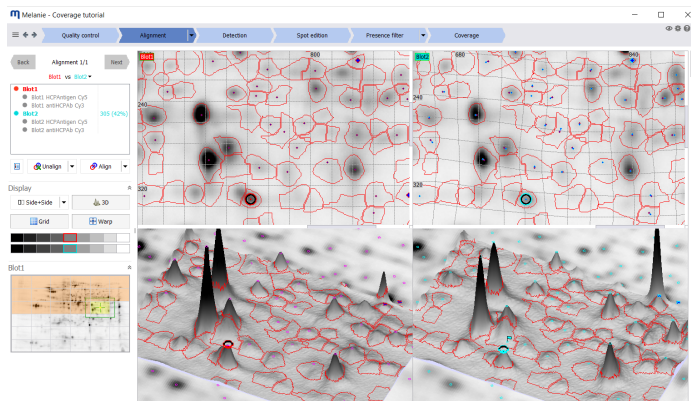 Melanie - Coverage tutorial
Quality control
Alignment
Detection
Spot edition
Presence filter
Coverage
Back
Alignment 1/1
Next
Blot1 vs Blot2
Blot1
Blot1 HCPAntigen Cy5
Blot1 antiHCPAb Cy3
Blot2 305 (42%)
Blot2 HCPAntigen Cy5
Blot2 antiHCPAb Cy3
Unalign
Align
Display
Side+Side
3D
Grid
Warp
Blot1
Blot1
800
240
320
Blot2
680
840
240
320
P